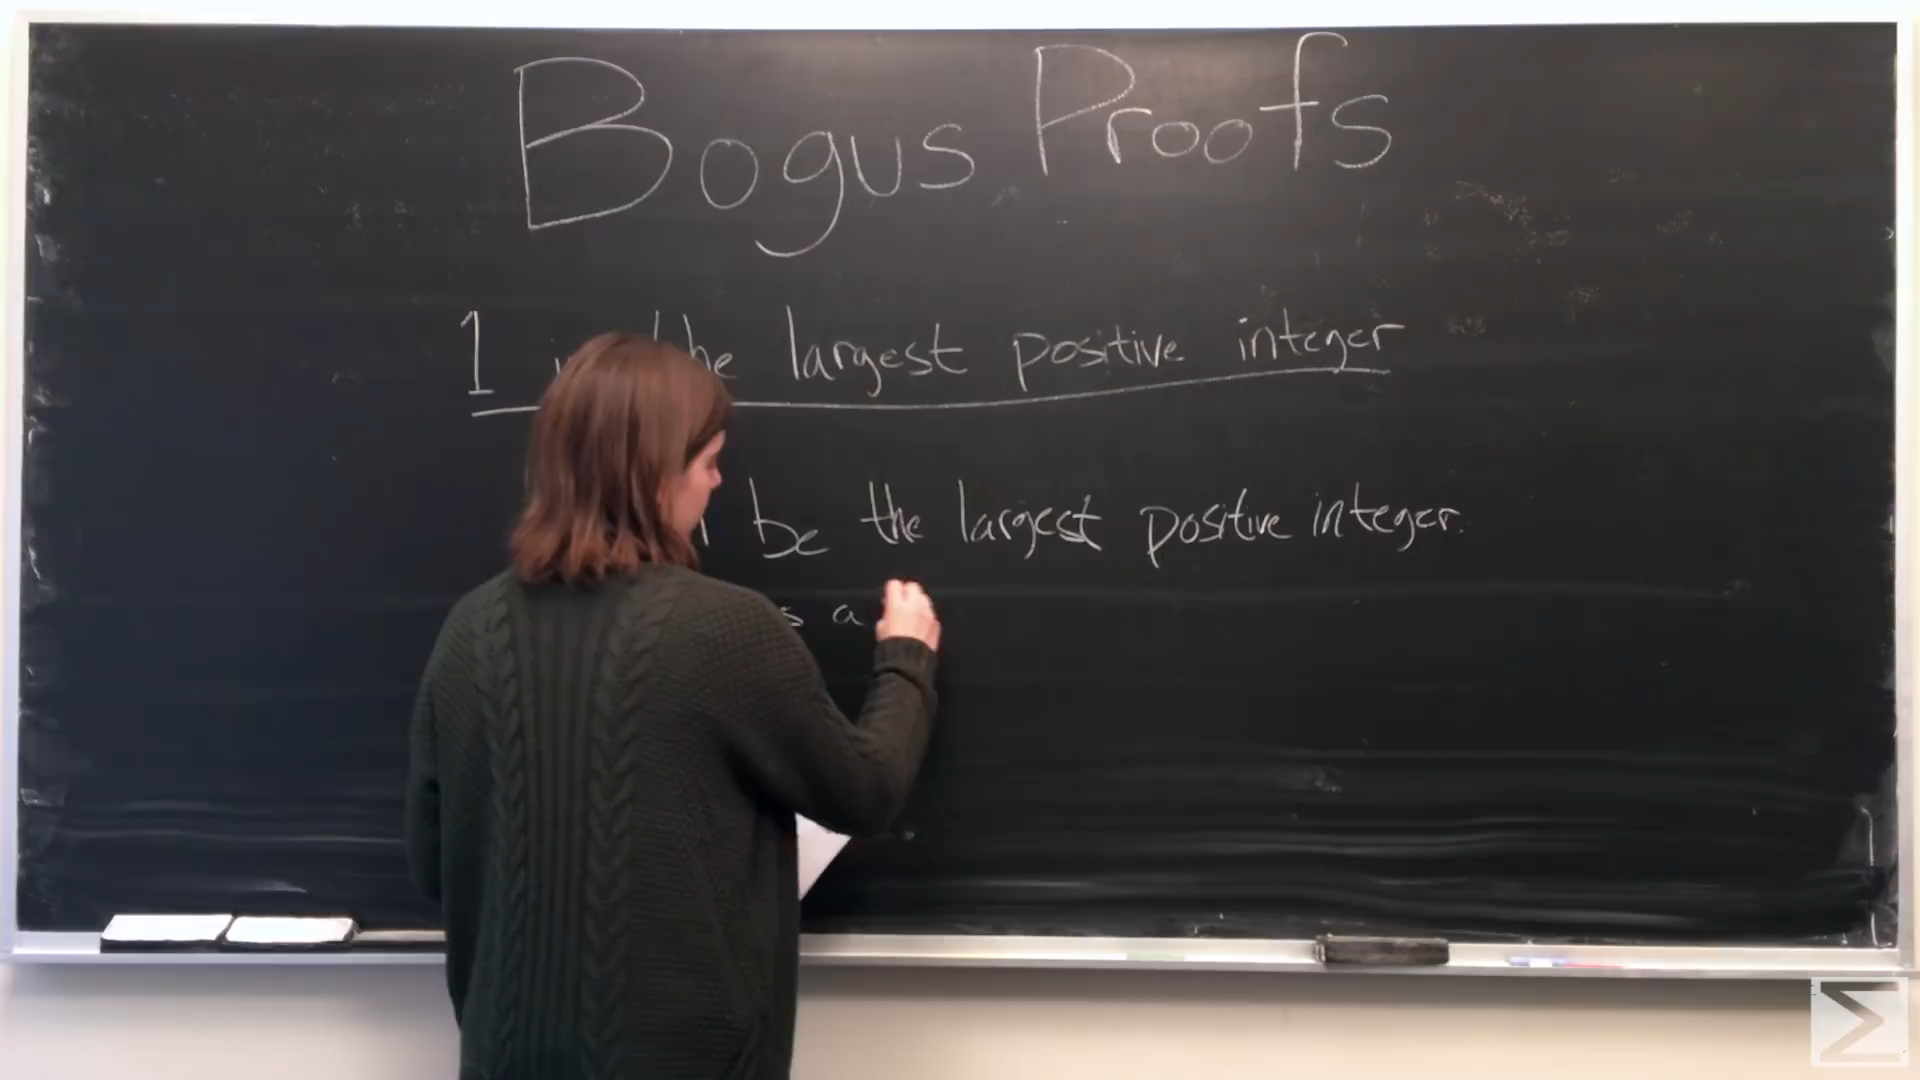 Bogus Proofs
1 the largest positive integer
be the largest positive integer.
a
Σ